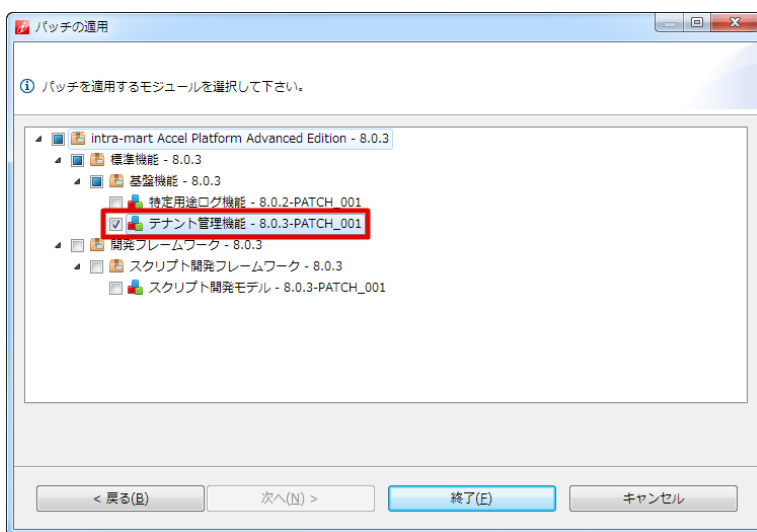 パッチの適用
パッチを適用するモジュールを選択して下さい。
intra-mart Accel Platform Advanced Edition - 8.0.3
標準機能 - 8.0.3
基盤機能 - 8.0.3
特定用途ログ機能 - 8.0.2-PATCH_001
テナント管理機能 - 8.0.3-PATCH_001
開発フレームワーク - 8.0.3
スクリプト開発フレームワーク - 8.0.3
スクリプト開発モデル - 8.0.3-PATCH_001
< 戻る(B) 次へ(N) > 終了(F) キャンセル